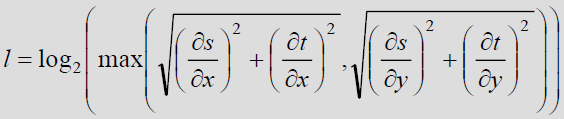 l = log₂(max(√((∂s/∂x)² + (∂t/∂x)²), √((∂s/∂y)² + (∂t/∂y)²)))